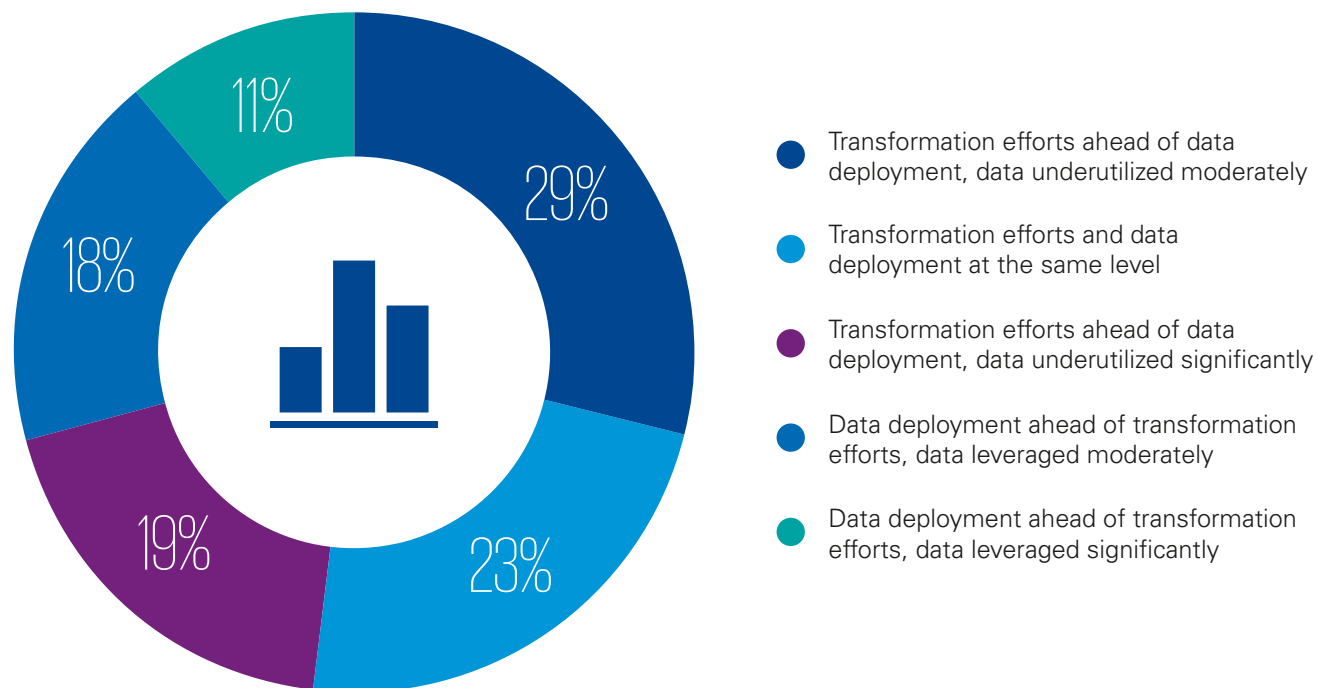 11%
29%
18%
19%
23%
Transformation efforts ahead of data
deployment, data underutilized moderately
Transformation efforts and data
deployment at the same level
Transformation efforts ahead of data
deployment, data underutilized significantly
Data deployment ahead of transformation
efforts, data leveraged moderately
Data deployment ahead of transformation
efforts, data leveraged significantly